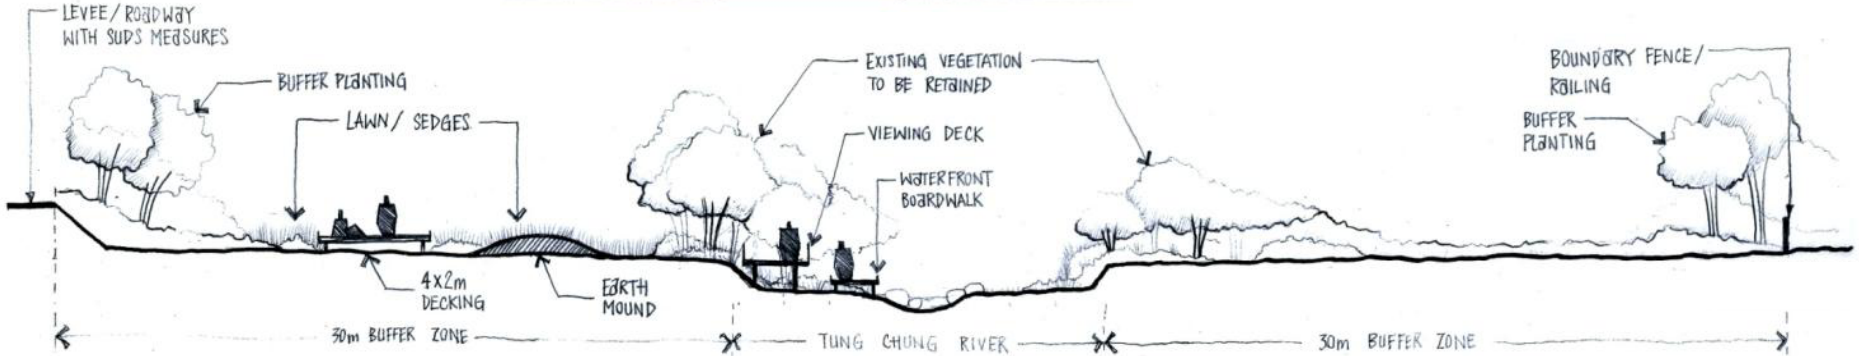 LEVEE/ ROADWAY
WITH SUDS MEASURES
BUFFER PLANTING
LAWN/ SEDGES
EXISTING VEGETATION
TO BE RETAINED
VIEWING DECK
WATERFRONT
BOARDWALK
BOUNDARY FENCE/
RAILING
BUFFER
PLANTING
4x2m
DECKING
EARTH
MOUND
30m BUFFER ZONE
TUNG CHUNG RIVER
30m BUFFER ZONE